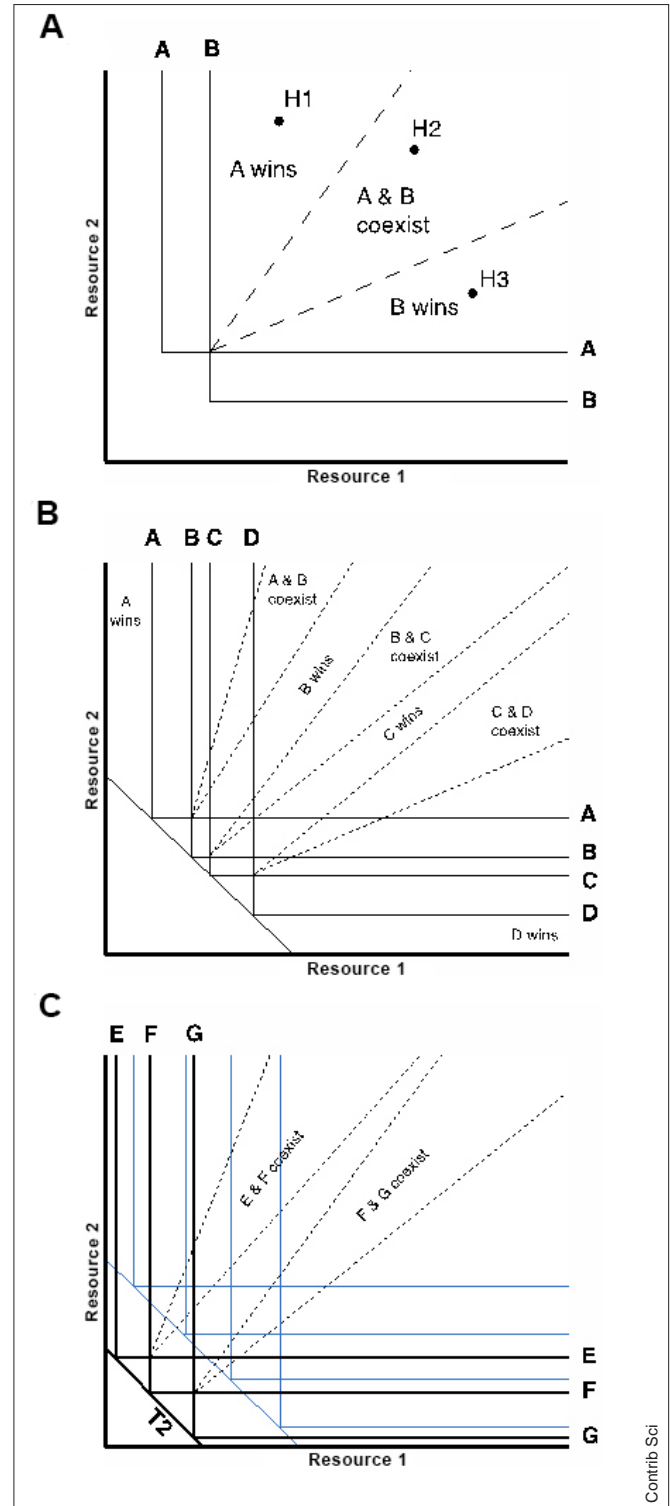 A
A B
H1
H2
A wins
A & B
coexist
H3
B wins
A
B
Resource 2
Resource 1
B
A B C D
A
wins
A & B
coexist
B wins
B & C
coexist
C wins
C & D
coexist
A
B
C
D
D wins
Resource 2
Resource 1
C
E F G
E & F coexist
F & G coexist
E
F
G
T2
Resource 2
Resource 1
Contrib Sci